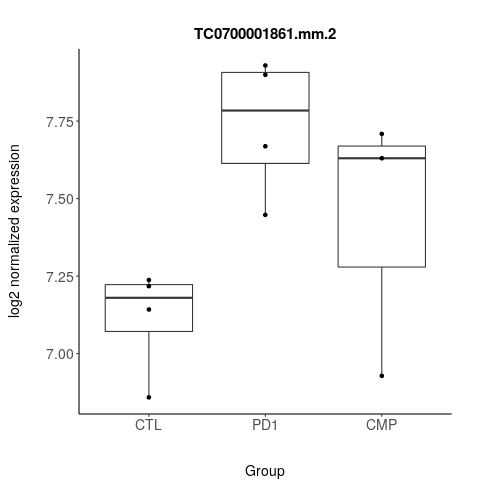 TC0700001861.mm.2
log2 normalized expression
7.75
7.50
7.25
7.00
CTL PD1 CMP
Group